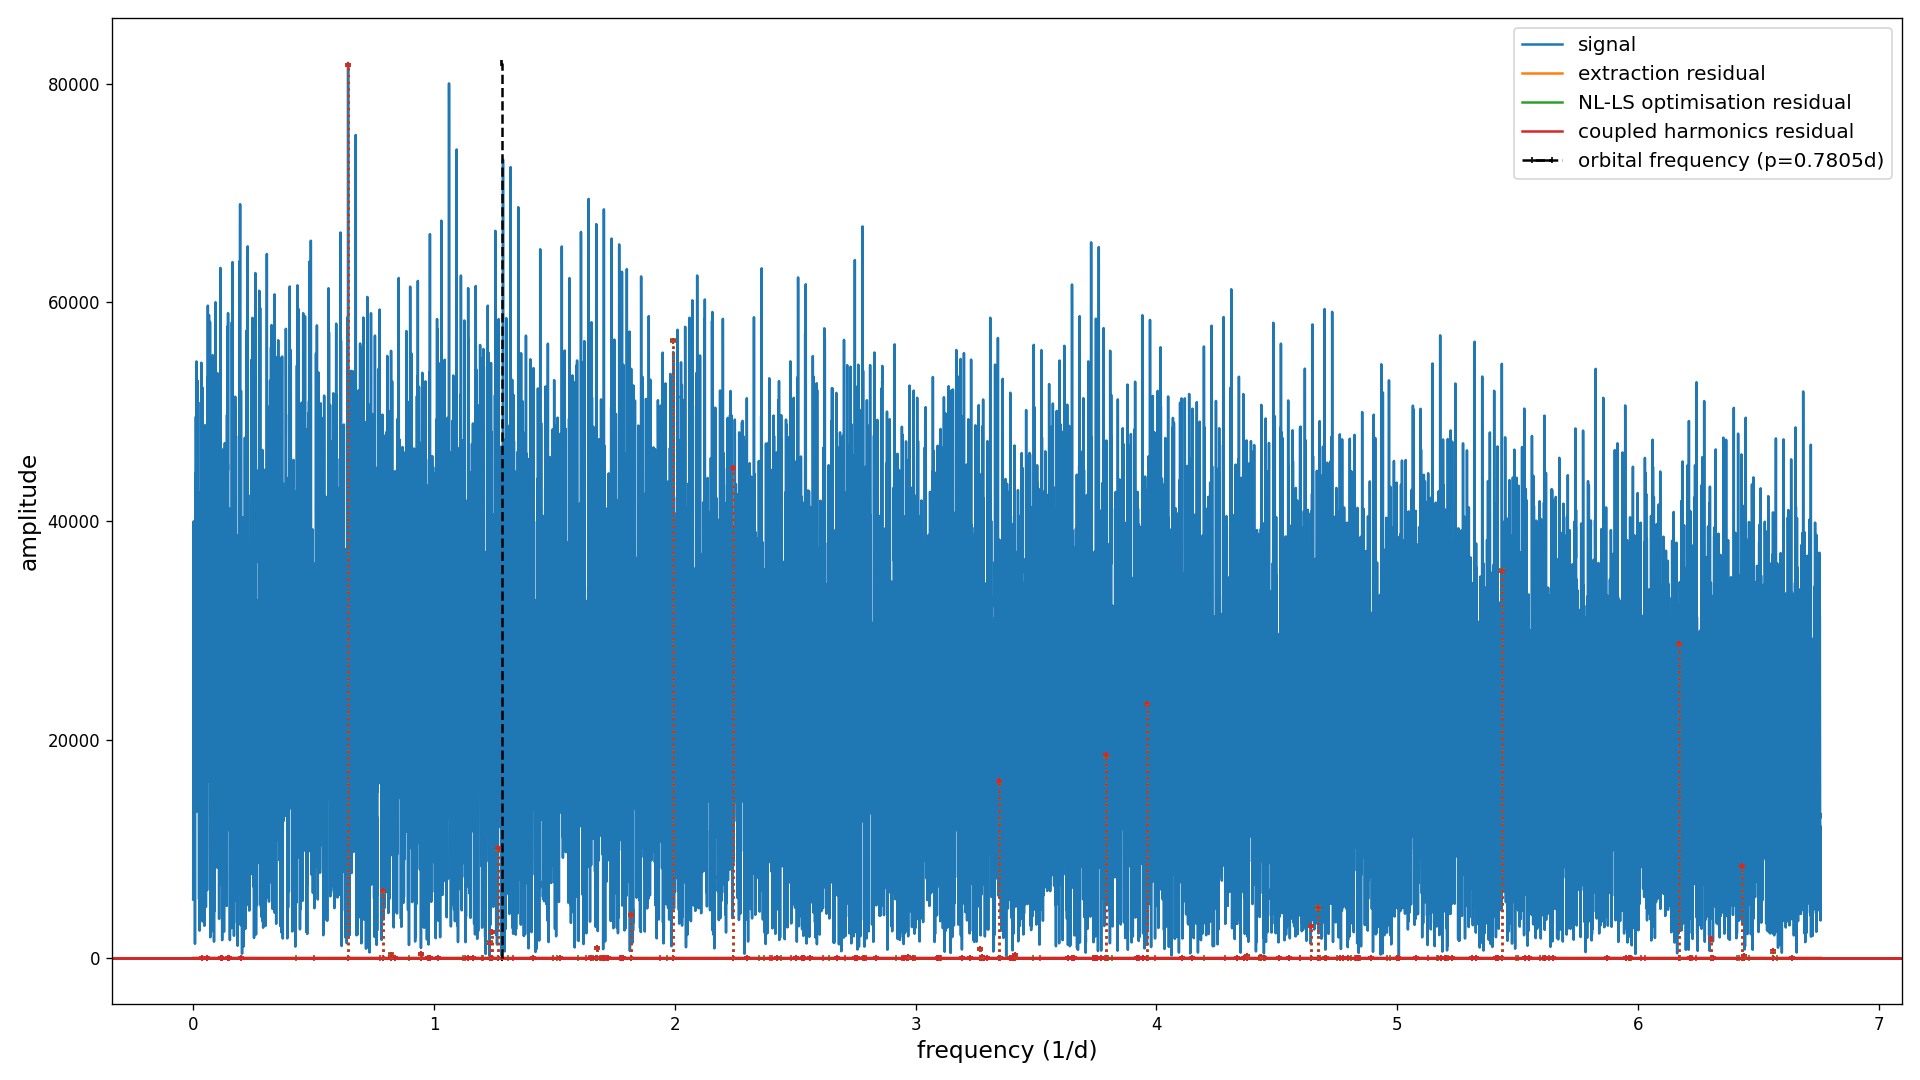 signal
extraction residual
NL-LS optimisation residual
coupled harmonics residual
orbital frequency (p=0.7805d)
80000
60000
40000
20000
0
amplitude
0 1 2 3 4 5 6 7
frequency (1/d)